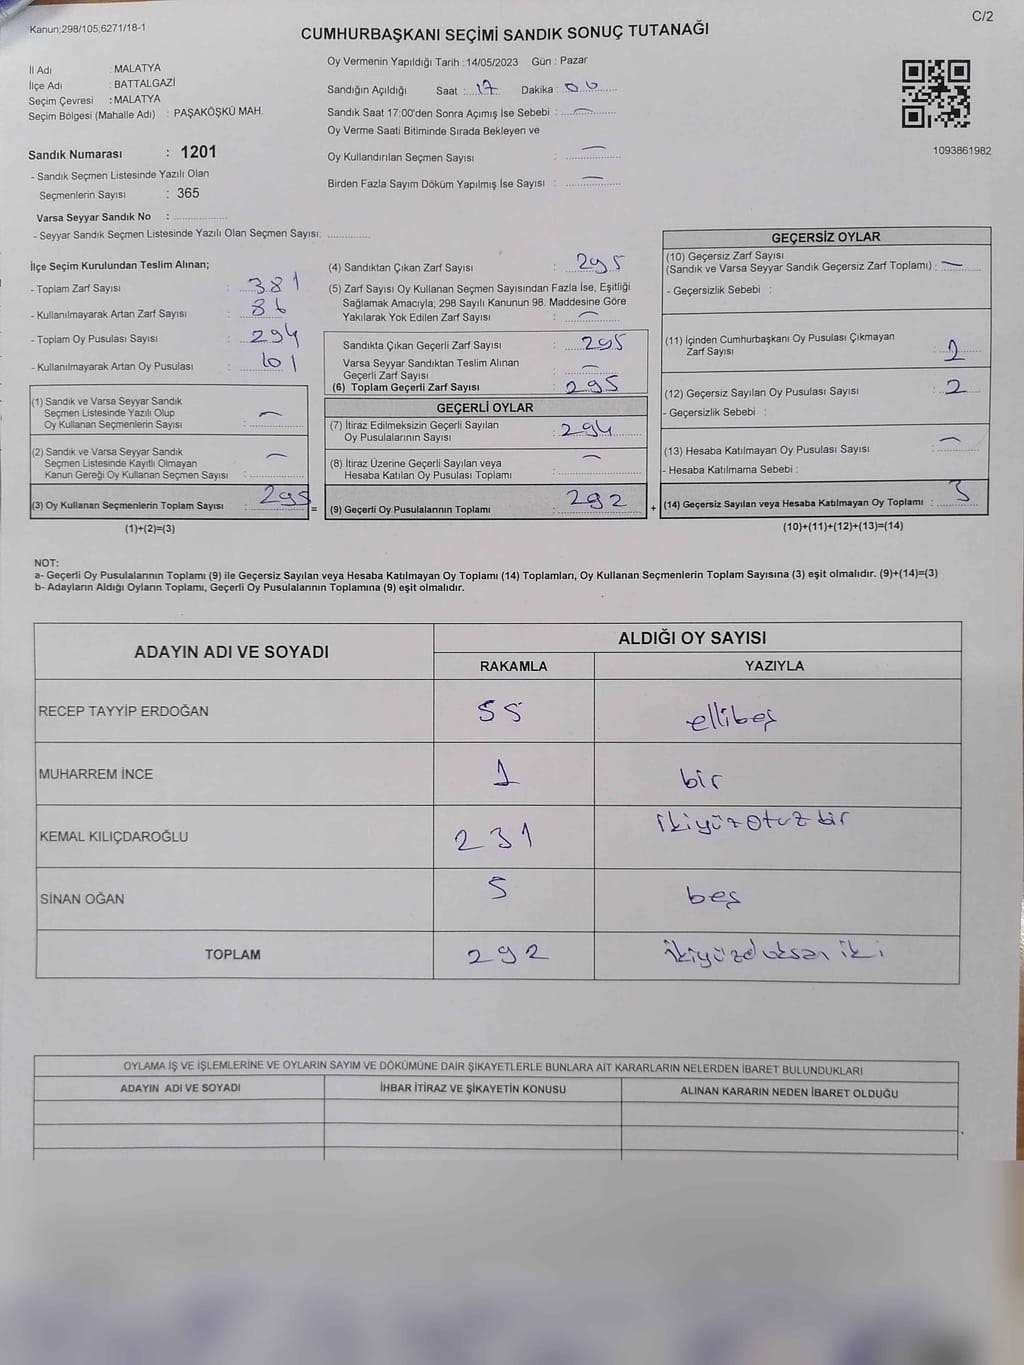 Kanun;298/105;6271/18-1
C/2
CUMHURBAŞKANI SEÇİMİ SANDIK SONUÇ TUTANAĞI
İl Adı : MALATYA
İlçe Adı : BATTALGAZİ
Seçim Çevresi : MALATYA
Seçim Bölgesi (Mahalle Adı) : PAŞAKÖŞKÜ MAH.
Sandık Numarası : 1201
- Sandık Seçmen Listesinde Yazılı Olan
Seçmenlerin Sayısı : 365
Varsa Seyyar Sandık No :
- Seyyar Sandık Seçmen Listesinde Yazılı Olan Seçmen Sayısı:
Oy Vermenin Yapıldığı Tarih : 14/05/2023 Gün : Pazar
Sandığın Açıldığı Saat : 17 Dakika : 00
Sandık Saat 17:00'den Sonra Açımış İse Sebebi : —
Oy Verme Saati Bitiminde Sırada Bekleyen ve
Oy Kullandırılan Seçmen Sayısı : —
Birden Fazla Sayım Döküm Yapılmış İse Sayısı : —
1093861982
İlçe Seçim Kurulundan Teslim Alınan;
- Toplam Zarf Sayısı : 381
- Kullanılmayarak Artan Zarf Sayısı : 86
- Toplam Oy Pusulası Sayısı : 294
- Kullanılmayarak Artan Oy Pusulası : 101
(1) Sandık ve Varsa Seyyar Sandık
Seçmen Listesinde Yazılı Olup
Oy Kullanan Seçmenlerin Sayısı : —
(2) Sandık ve Varsa Seyyar Sandık
Seçmen Listesinde Kayıtlı Olmayan
Kanun Gereği Oy Kullanan Seçmen Sayısı : —
(3) Oy Kullanan Seçmenlerin Toplam Sayısı : 295
(1)+(2)=(3)
(4) Sandıktan Çıkan Zarf Sayısı : 295
(5) Zarf Sayısı Oy Kullanan Seçmen Sayısından Fazla İse, Eşitliği
Sağlamak Amacıyla; 298 Sayılı Kanunun 98. Maddesine Göre
Yakılarak Yok Edilen Zarf Sayısı : —
Sandıkta Çıkan Geçerli Zarf Sayısı : 295
Varsa Seyyar Sandıktan Teslim Alınan
Geçerli Zarf Sayısı : —
(6) Toplam Geçerli Zarf Sayısı : 295
GEÇERLİ OYLAR
(7) İtiraz Edilmeksizin Geçerli Sayılan
Oy Pusulalarının Sayısı : 294
(8) İtiraz Üzerine Geçerli Sayılan veya
Hesaba Katılan Oy Pusulası Toplamı : —
= (9) Geçerli Oy Pusulalarının Toplamı : 292
GEÇERSİZ OYLAR
(10) Geçersiz Zarf Sayısı
(Sandık ve Varsa Seyyar Sandık Geçersiz Zarf Toplamı) : —
- Geçersizlik Sebebi :
(11) İçinden Cumhurbaşkanı Oy Pusulası Çıkmayan
Zarf Sayısı : 1
(12) Geçersiz Sayılan Oy Pusulası Sayısı : 2
- Geçersizlik Sebebi :
(13) Hesaba Katılmayan Oy Pusulası Sayısı : —
- Hesaba Katılmama Sebebi :
+ (14) Geçersiz Sayılan veya Hesaba Katılmayan Oy Toplamı : 3
(10)+(11)+(12)+(13)=(14)
NOT:
a- Geçerli Oy Pusulalarının Toplamı (9) ile Geçersiz Sayılan veya Hesaba Katılmayan Oy Toplamı (14) Toplamları, Oy Kullanan Seçmenlerin Toplam Sayısına (3) eşit olmalıdır. (9)+(14)=(3)
b- Adayların Aldığı Oyların Toplamı, Geçerli Oy Pusulalarının Toplamına (9) eşit olmalıdır.
ADAYIN ADI VE SOYADI ALDIĞI OY SAYISI
RAKAMLA YAZIYLA
RECEP TAYYİP ERDOĞAN 55 ellibeş
MUHARREM İNCE 1 bir
KEMAL KILIÇDAROĞLU 231 ikiyüzotuzbir
SİNAN OĞAN 5 beş
TOPLAM 292 ikiyüzdoksan iki
OYLAMA İŞ VE İŞLEMLERİNE VE OYLARIN SAYIM VE DÖKÜMÜNE DAİR ŞİKAYETLERLE BUNLARA AİT KARARLARIN NELERDEN İBARET BULUNDUKLARI
ADAYIN ADI VE SOYADI İHBAR İTİRAZ VE ŞİKAYETİN KONUSU ALINAN KARARIN NEDEN İBARET OLDUĞU